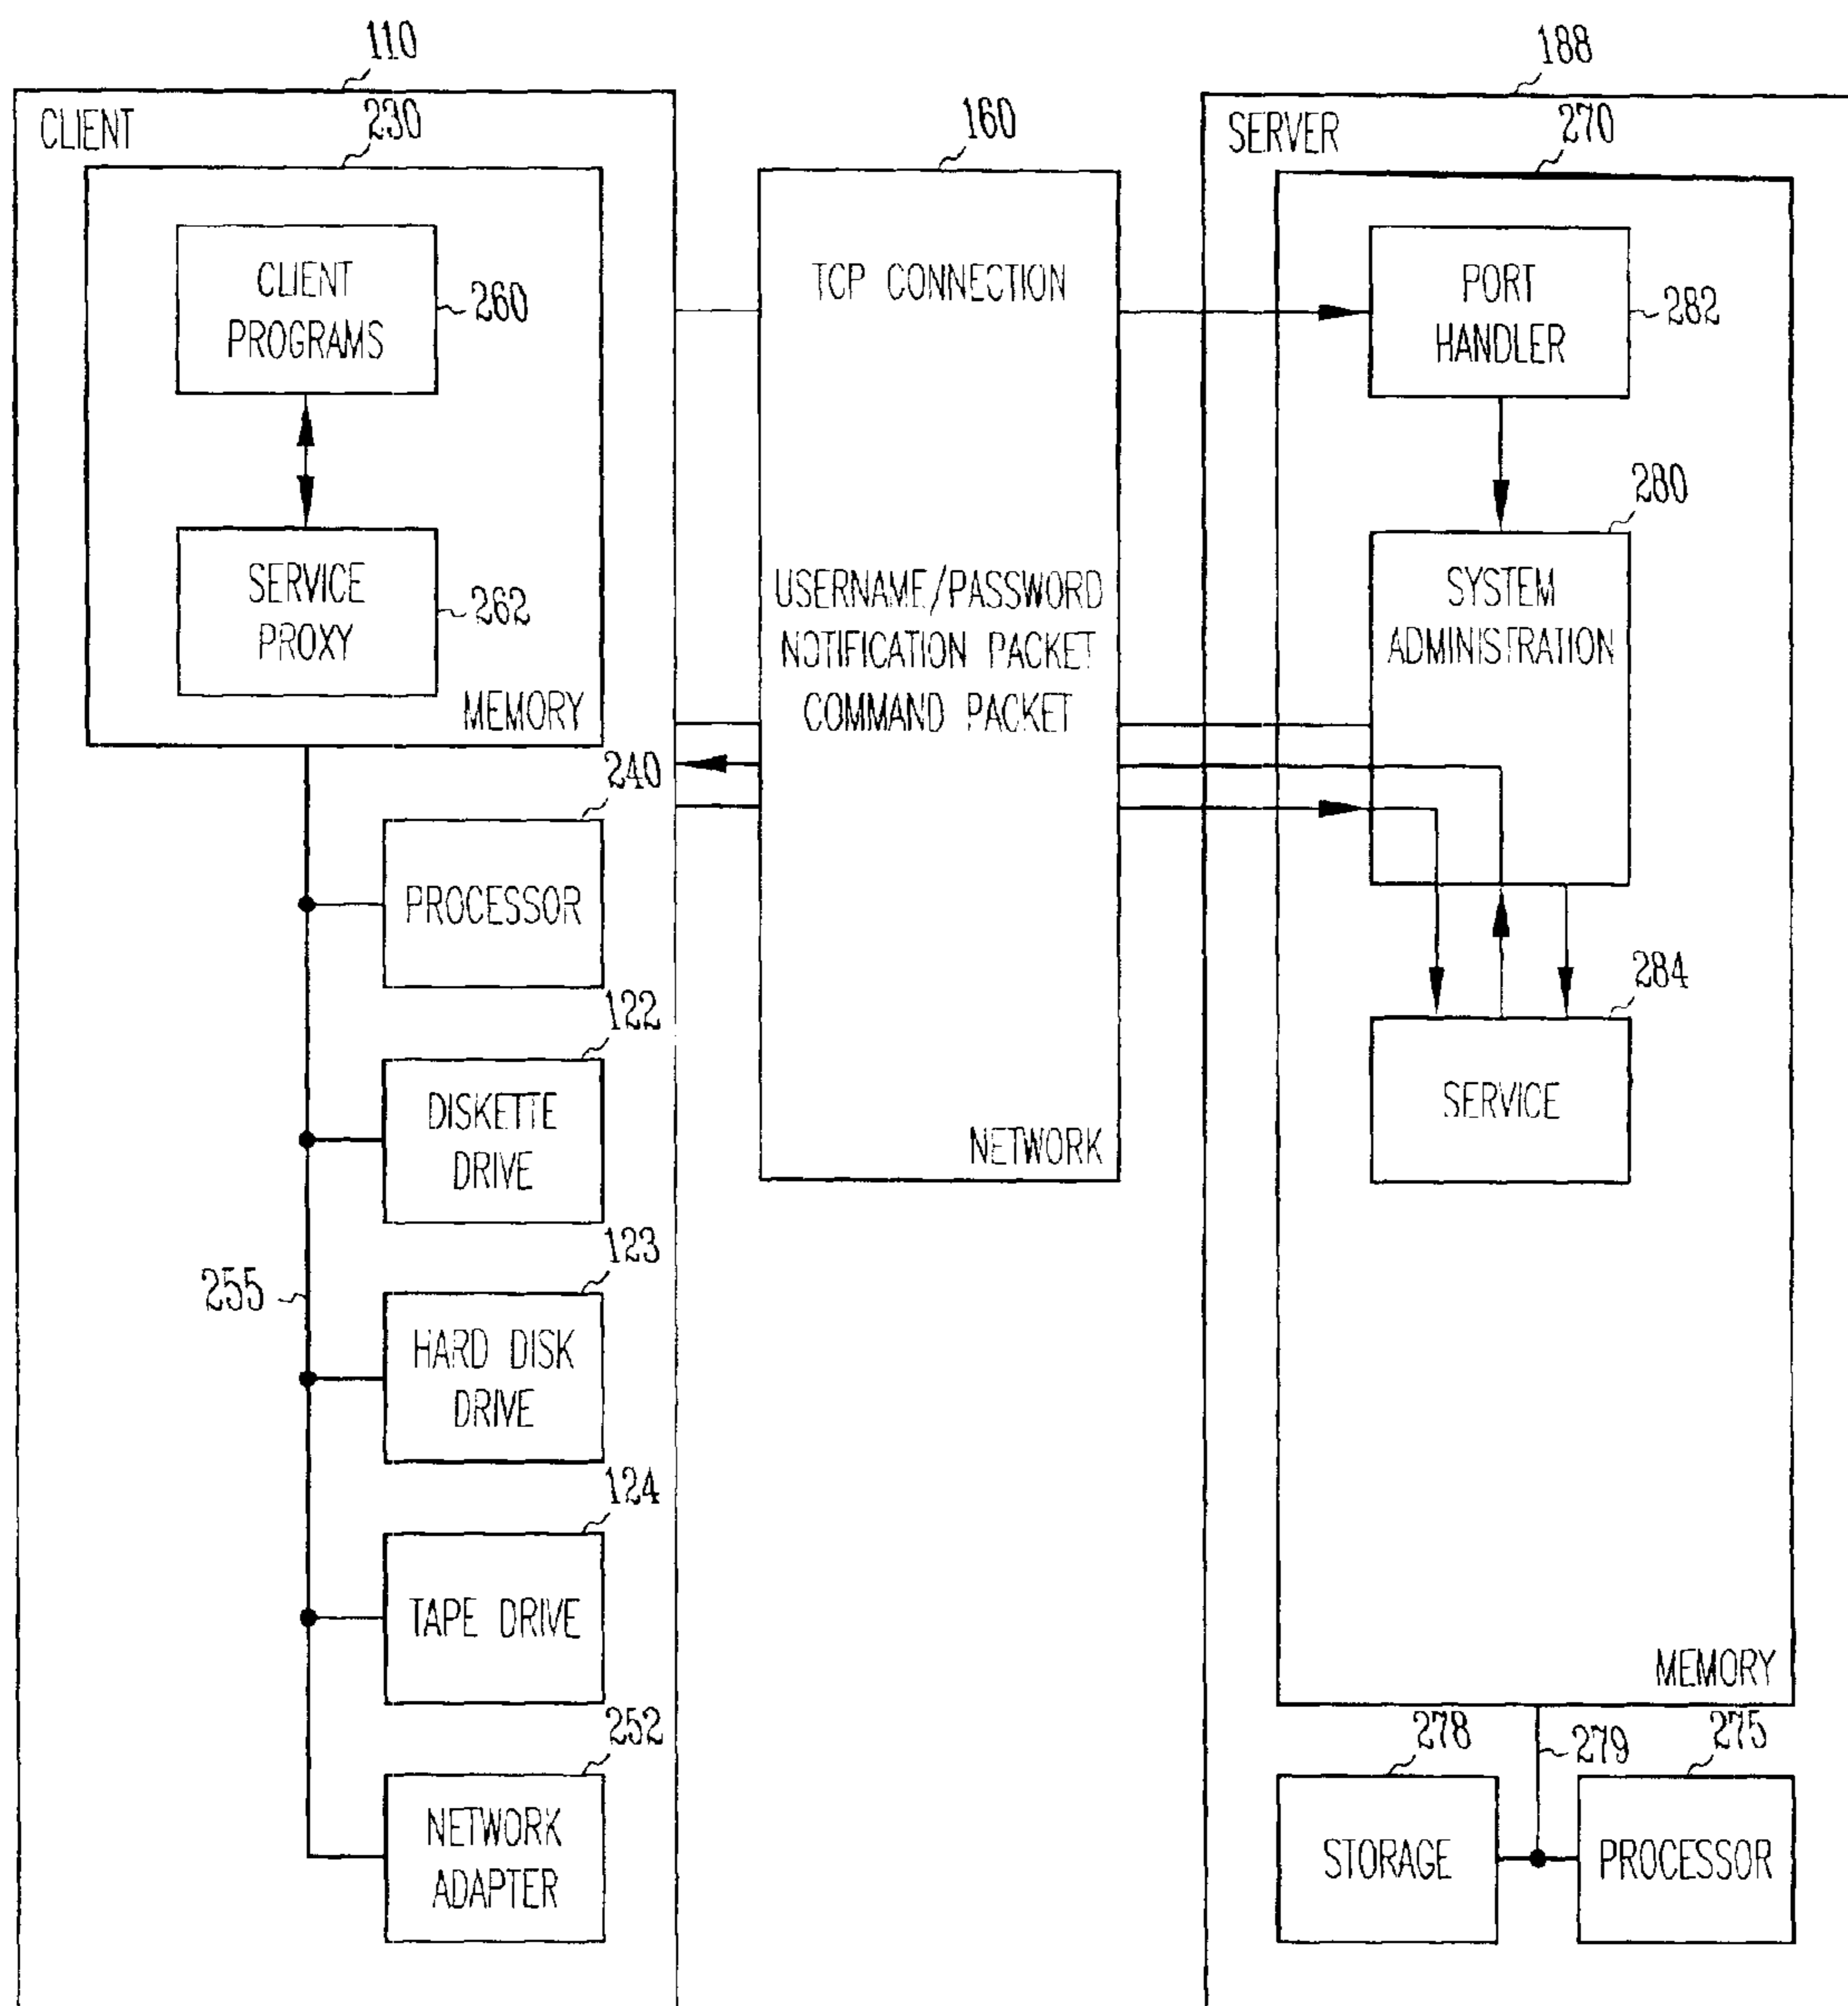 110
CLIENT
230
CLIENT
PROGRAMS
260
SERVICE
PROXY
262
MEMORY
240
PROCESSOR
122
DISKETTE
DRIVE
123
255
HARD DISK
DRIVE
124
TAPE DRIVE
252
NETWORK
ADAPTER
160
TCP CONNECTION
USERNAME/PASSWORD
NOTIFICATION PACKET
COMMAND PACKET
NETWORK
188
SERVER
270
PORT
HANDLER
282
280
SYSTEM
ADMINISTRATION
284
SERVICE
MEMORY
278
279
275
STORAGE
PROCESSOR